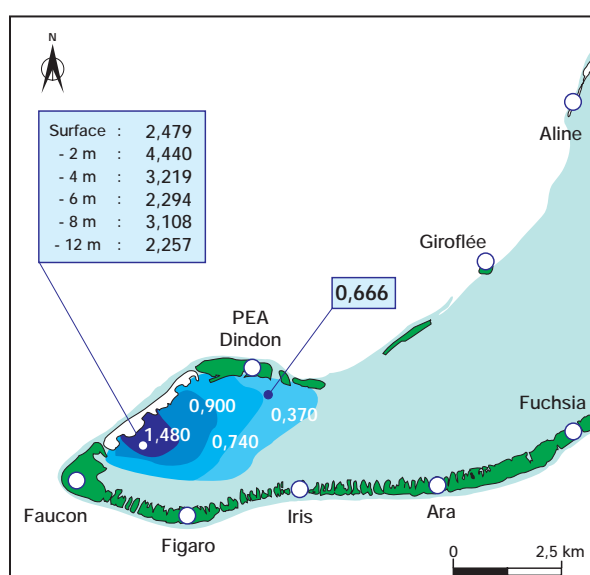 N
Surface : 2,479
- 2 m : 4,440
- 4 m : 3,219
- 6 m : 2,294
- 8 m : 3,108
- 12 m : 2,257
Aline
Giroflée
0,666
PEA
Dindon
0,900
0,370
1,480
0,740
Fuchsia
Faucon
Figaro
Iris
Ara
0 2,5 km